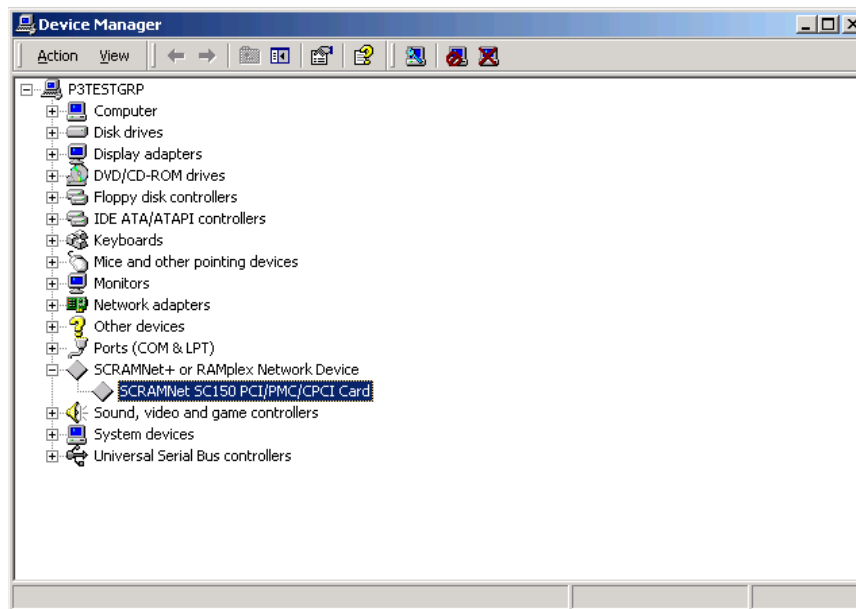 Device Manager
Action View
P3TESTGRP
Computer
Disk drives
Display adapters
DVD/CD-ROM drives
Floppy disk controllers
IDE ATA/ATAPI controllers
Keyboards
Mice and other pointing devices
Monitors
Network adapters
Other devices
Ports (COM & LPT)
SCRAMNet+ or RAMplex Network Device
SCRAMNet SC150 PCI/PMC/CPCI Card
Sound, video and game controllers
System devices
Universal Serial Bus controllers